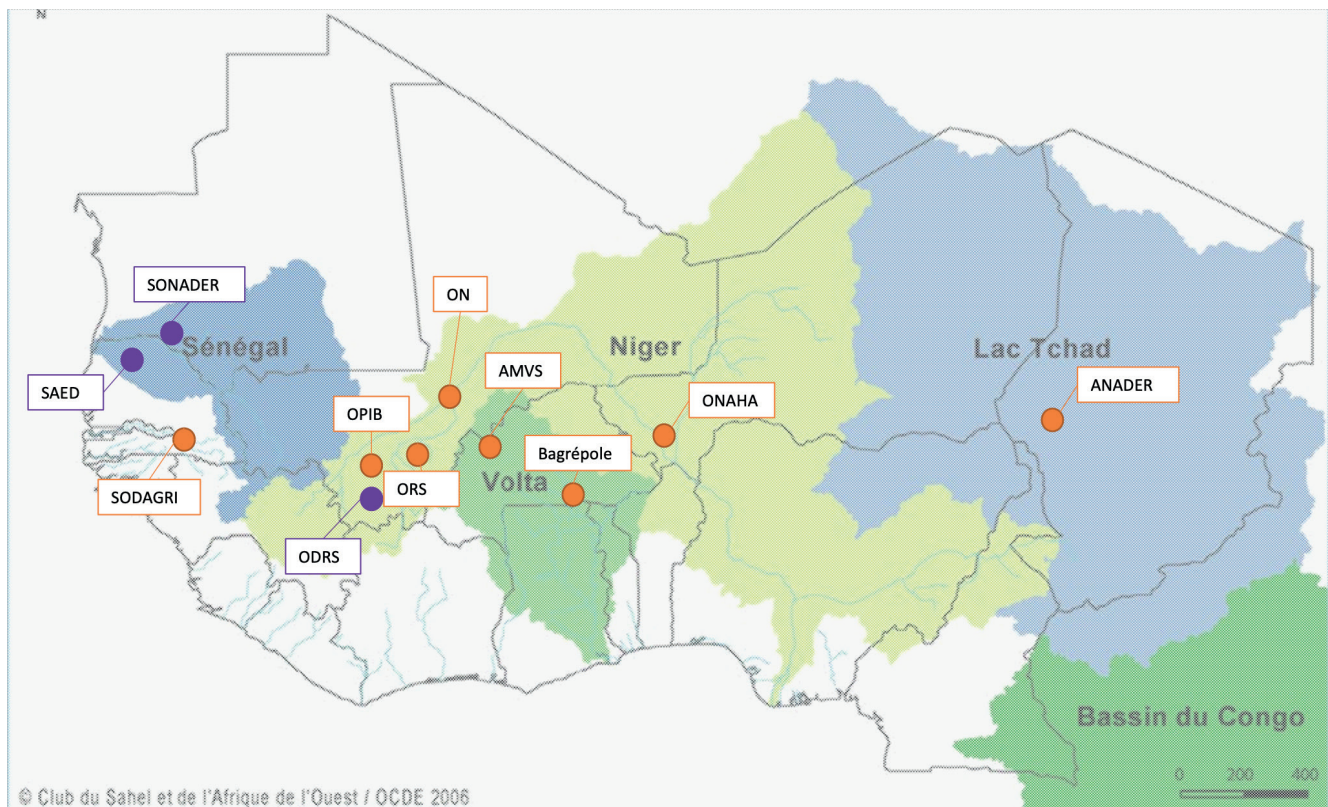 N
SONADER
ON
Sénégal
Niger
Lac Tchad
SAED
AMVS
ANADER
OPIB
ONAHA
Bagrépole
Volta
SODAGRI
ORS
ODRS
Bassin du Congo
0 200 400
© Club du Sahel et de l'Afrique de l'Ouest / OCDE 2006